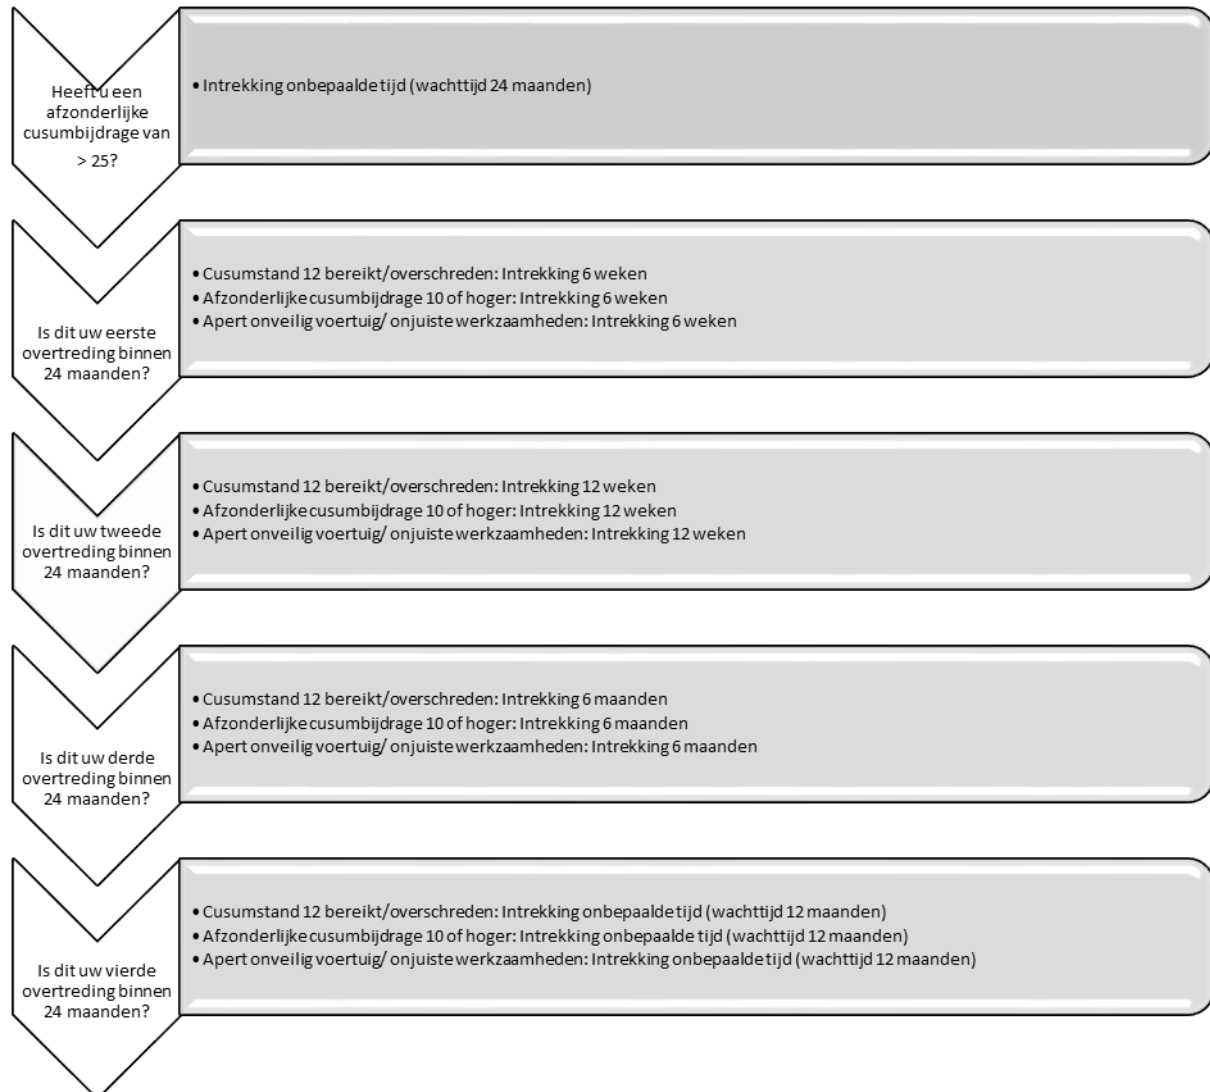 Heeft u een
afzonderlijke
cusumbijdrage van
> 25?
• Intrekking onbepaalde tijd (wachttijd 24 maanden)
Is dit uw eerste
overtreding binnen
24 maanden?
• Cusumstand 12 bereikt/overschreden: Intrekking 6 weken
• Afzonderlijke cusumbijdrage 10 of hoger: Intrekking 6 weken
• Apert onveilig voertuig/ onjuiste werkzaamheden: Intrekking 6 weken
Is dit uw tweede
overtreding binnen
24 maanden?
• Cusumstand 12 bereikt/overschreden: Intrekking 12 weken
• Afzonderlijke cusumbijdrage 10 of hoger: Intrekking 12 weken
• Apert onveilig voertuig/ onjuiste werkzaamheden: Intrekking 12 weken
Is dit uw derde
overtreding binnen
24 maanden?
• Cusumstand 12 bereikt/overschreden: Intrekking 6 maanden
• Afzonderlijke cusumbijdrage 10 of hoger: Intrekking 6 maanden
• Apert onveilig voertuig/ onjuiste werkzaamheden: Intrekking 6 maanden
Is dit uw vierde
overtreding binnen
24 maanden?
• Cusumstand 12 bereikt/overschreden: Intrekking onbepaalde tijd (wachttijd 12 maanden)
• Afzonderlijke cusumbijdrage 10 of hoger: Intrekking onbepaalde tijd (wachttijd 12 maanden)
• Apert onveilig voertuig/ onjuiste werkzaamheden: Intrekking onbepaalde tijd (wachttijd 12 maanden)